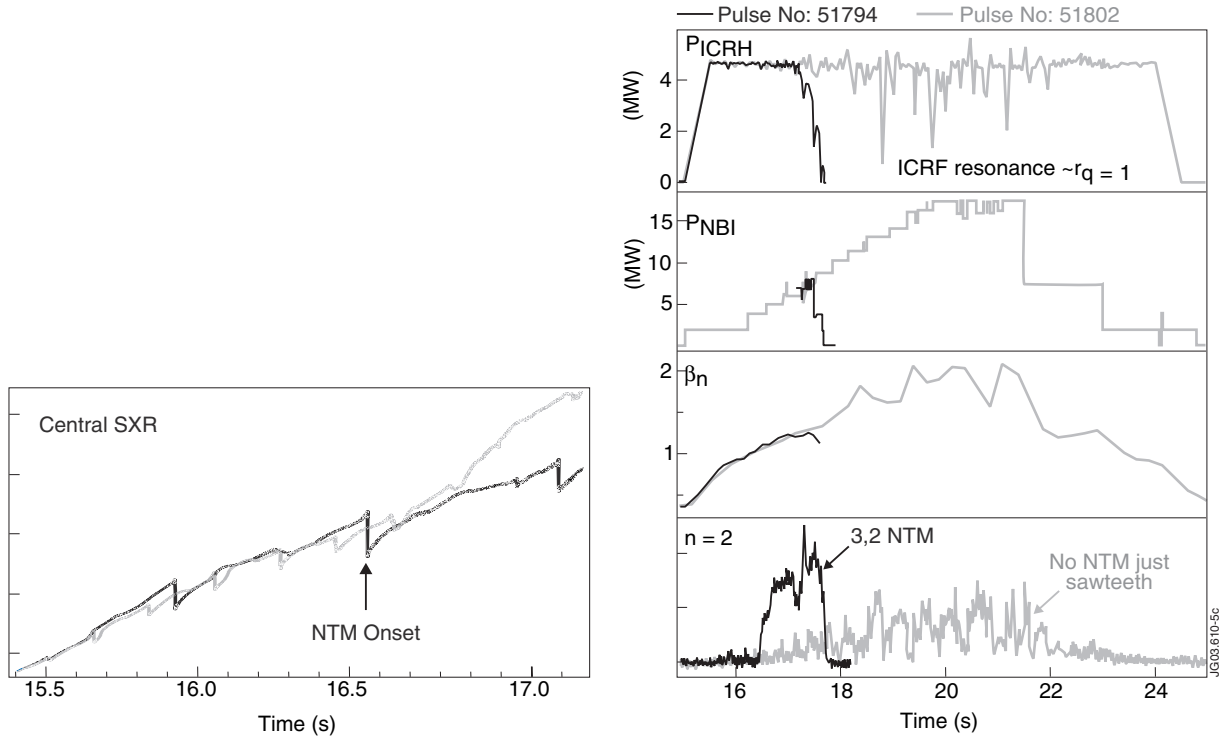 Central SXR
NTM Onset
15.5 16.0 16.5 17.0
Time (s)
Pulse No: 51794 Pulse No: 51802
PICRH
(MW)
4
2
0
ICRF resonance ~rq = 1
PNBI
(MW)
15
10
5
βn
2
1
n = 2
3,2 NTM
No NTM just
sawteeth
16 18 20 22 24
Time (s)
JG03.610-5c